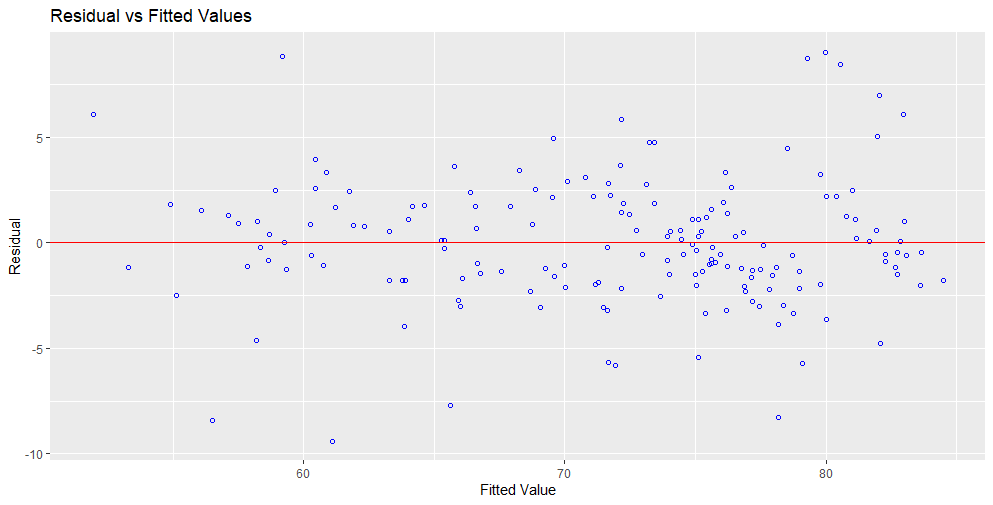 Residual vs Fitted Values
5
0
-5
-10
Residual
60 70 80
Fitted Value